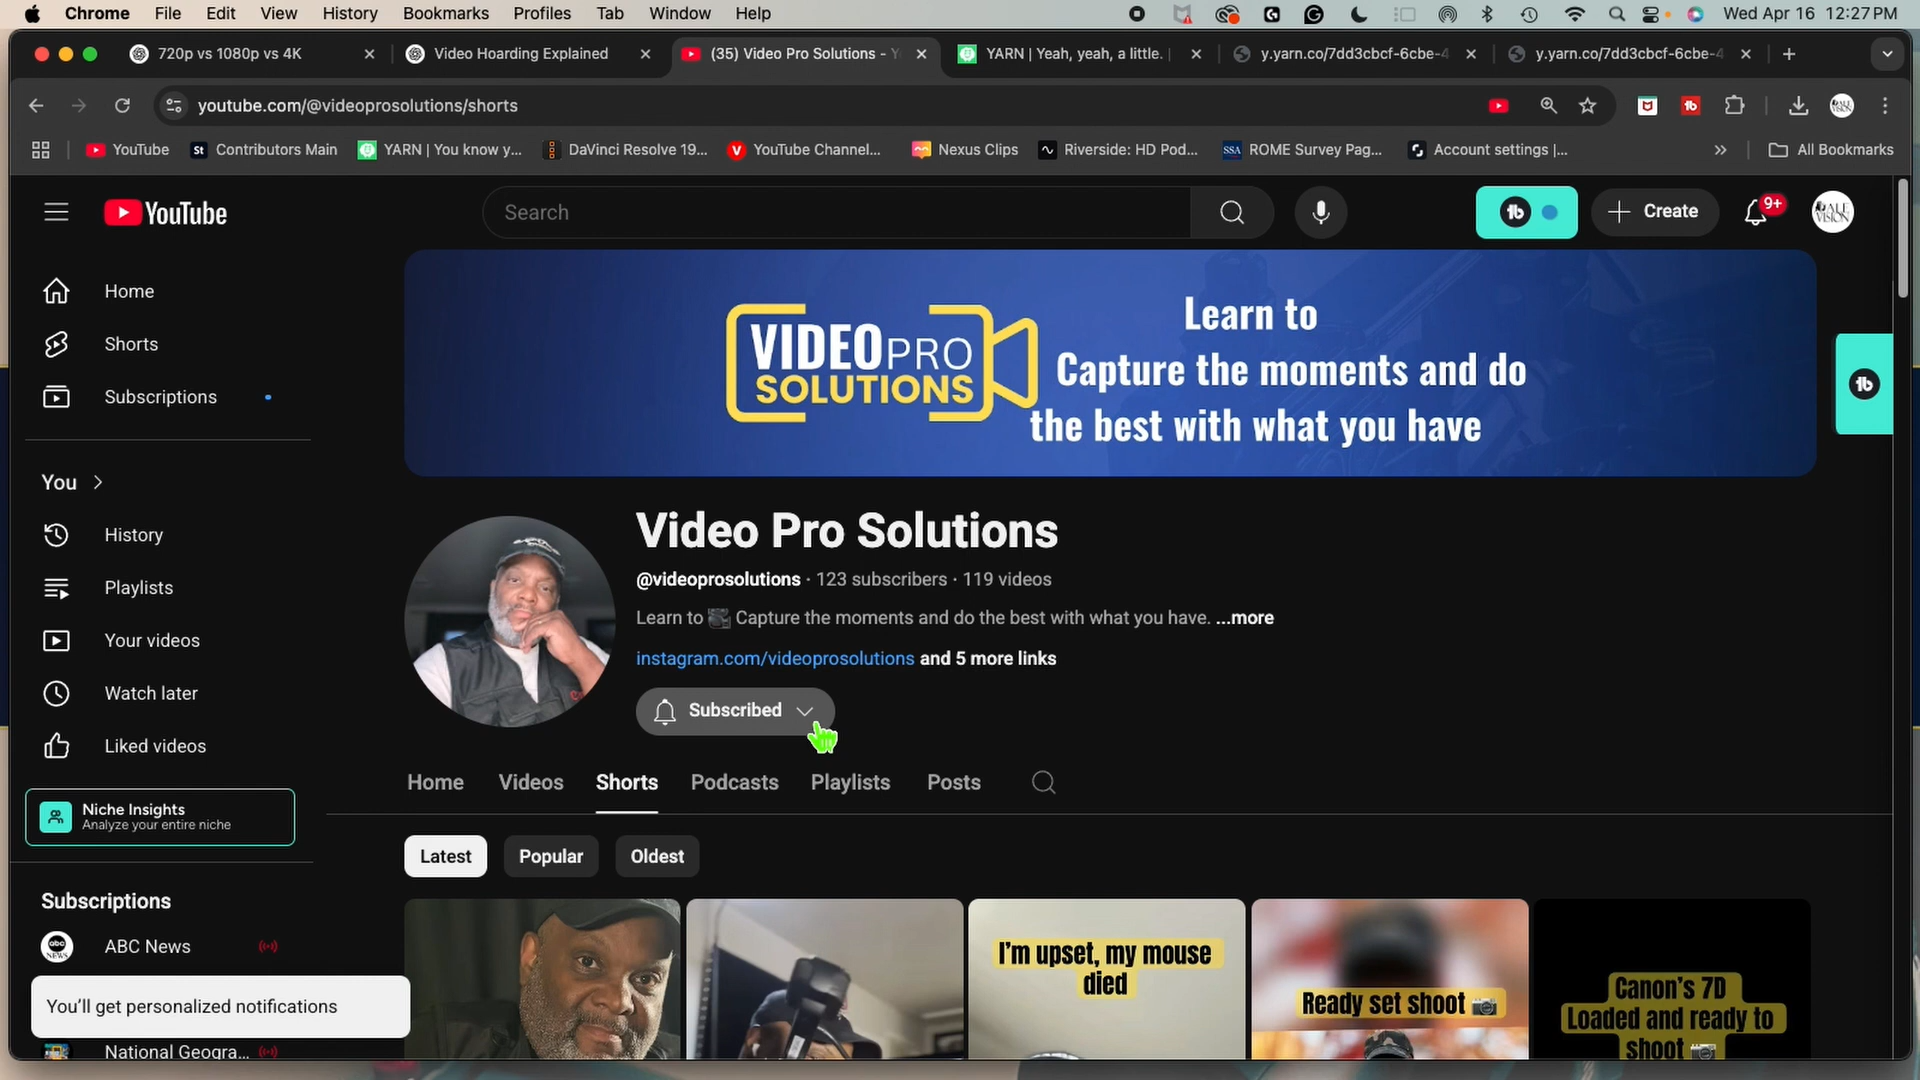 Chrome File Edit View History Bookmarks Profiles Tab Window Help Wed Apr 16 12:27 PM
720p vs 1080p vs 4K Video Hoarding Explained (35) Video Pro Solutions - Y YARN | Yeah, yeah, a little. | y.yarn.co/7dd3cbcf-6cbe-4 y.yarn.co/7dd3cbcf-6cbe-4
youtube.com/@videoprosolutions/shorts
YouTube Contributors Main YARN | You know y... DaVinci Resolve 19... YouTube Channel... Nexus Clips Riverside: HD Pod... ROME Survey Pag... Account settings |... All Bookmarks
YouTube Search Create 9+
Home
Shorts
Subscriptions
You
History
Playlists
Your videos
Watch later
Liked videos
Niche Insights
Analyze your entire niche
Subscriptions
ABC News
You'll get personalized notifications
National Geogra...
VIDEO PRO
SOLUTIONS
Learn to
Capture the moments and do
the best with what you have
Video Pro Solutions
@videoprosolutions · 123 subscribers · 119 videos
Learn to 🎥 Capture the moments and do the best with what you have. ...more
instagram.com/videoprosolutions and 5 more links
Subscribed
Home Videos Shorts Podcasts Playlists Posts
Latest Popular Oldest
I'm upset, my mouse
died
Ready set shoot 📷
Canon's 7D
Loaded and ready to
shoot 📷